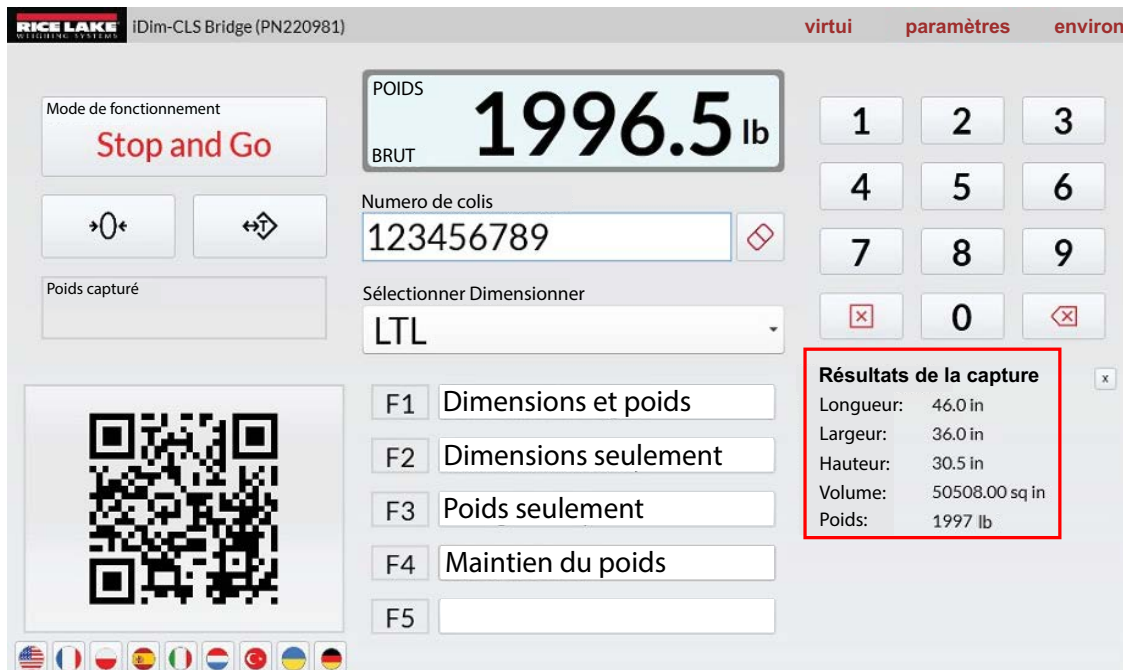 RICE LAKE
WEIGHING SYSTEMS
iDim-CLS Bridge (PN220981)
virtui
paramètres
environ
Mode de fonctionnement
Stop and Go
0
T
Poids capturé
POIDS
1996.5 lb
BRUT
Numero de colis
123456789
Sélectionner Dimensionner
LTL
1 2 3
4 5 6
7 8 9
0
F1 Dimensions et poids
F2 Dimensions seulement
F3 Poids seulement
F4 Maintien du poids
F5
Résultats de la capture
x
Longueur: 46.0 in
Largeur: 36.0 in
Hauteur: 30.5 in
Volume: 50508.00 sq in
Poids: 1997 lb